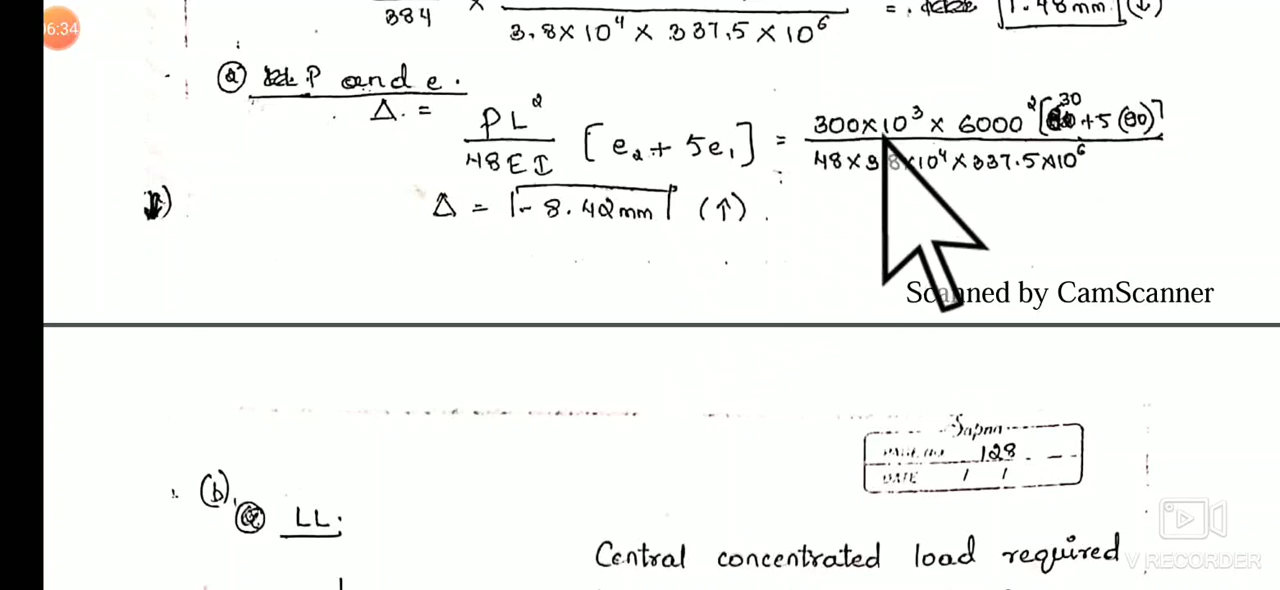 06:34
384 ×
3.8×10⁴ × 337.5×10⁶
= 1.48mm (↓)
(a) P and e.
Δ. = PL²/48EI [e₂ + 5e₁] = 300×10³ × 6000² [30 +5(80)]
48×3.8×10⁴×337.5×10⁶
Δ = - 8.42mm (↑).
Scanned by CamScanner
Sapna
128
DATE / /
(b)
LL:
Central concentrated load required
V RECORDER